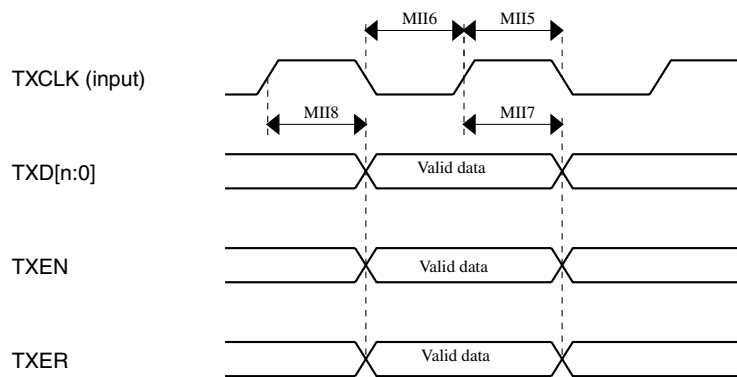 MII6 MII5
TXCLK (input)
MII8 MII7
TXD[n:0] Valid data
TXEN Valid data
TXER Valid data